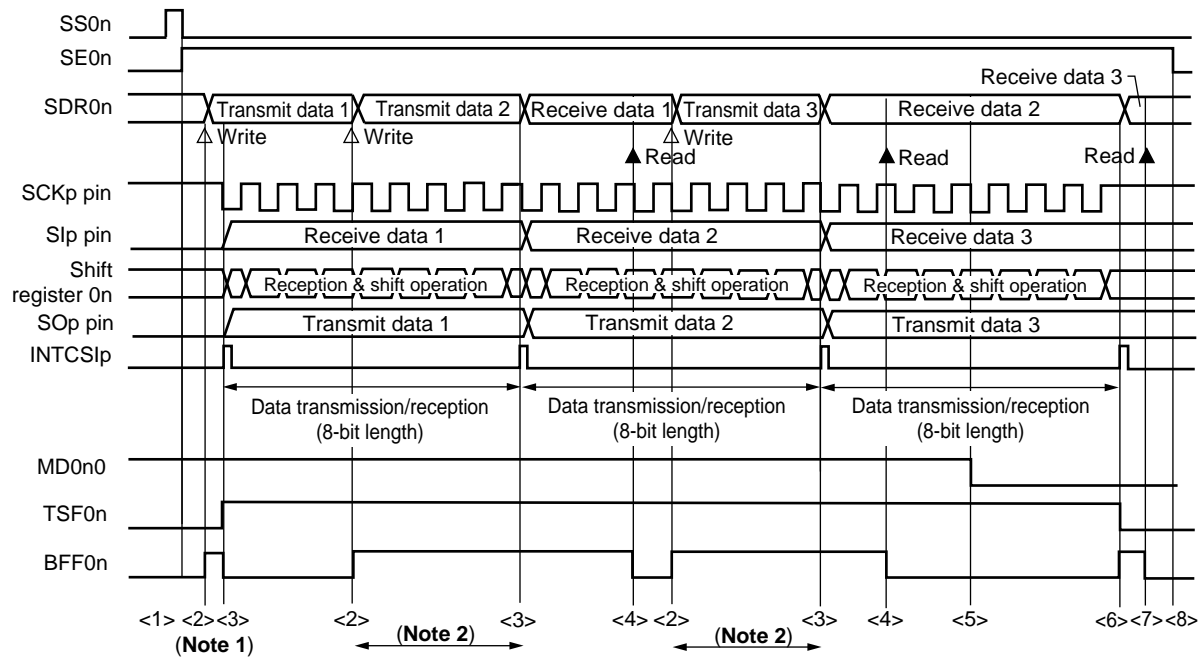 SS0n
SE0n
Receive data 3
SDR0n
Transmit data 1
Transmit data 2
Receive data 1
Transmit data 3
Receive data 2
△ Write
△ Write
△ Write
▲ Read
▲ Read
Read ▲
SCKp pin
SIp pin
Receive data 1
Receive data 2
Receive data 3
Shift
register 0n
Reception & shift operation
Reception & shift operation
Reception & shift operation
SOp pin
Transmit data 1
Transmit data 2
Transmit data 3
INTCSIp
Data transmission/reception
(8-bit length)
Data transmission/reception
(8-bit length)
Data transmission/reception
(8-bit length)
MD0n0
TSF0n
BFF0n
<1> <2> <3> <2> <3> <4> <2> <3> <4> <5> <6> <7> <8>
(Note 1)
(Note 2)
(Note 2)